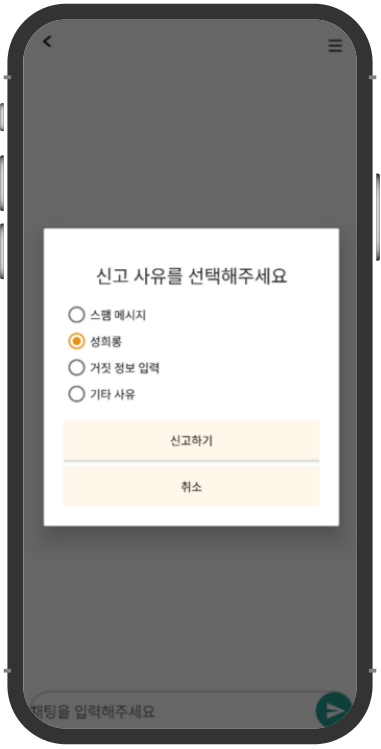 신고 사유를 선택해주세요
스팸 메시지
성희롱
거짓 정보 입력
기타 사유
신고하기
취소
채팅을 입력해주세요